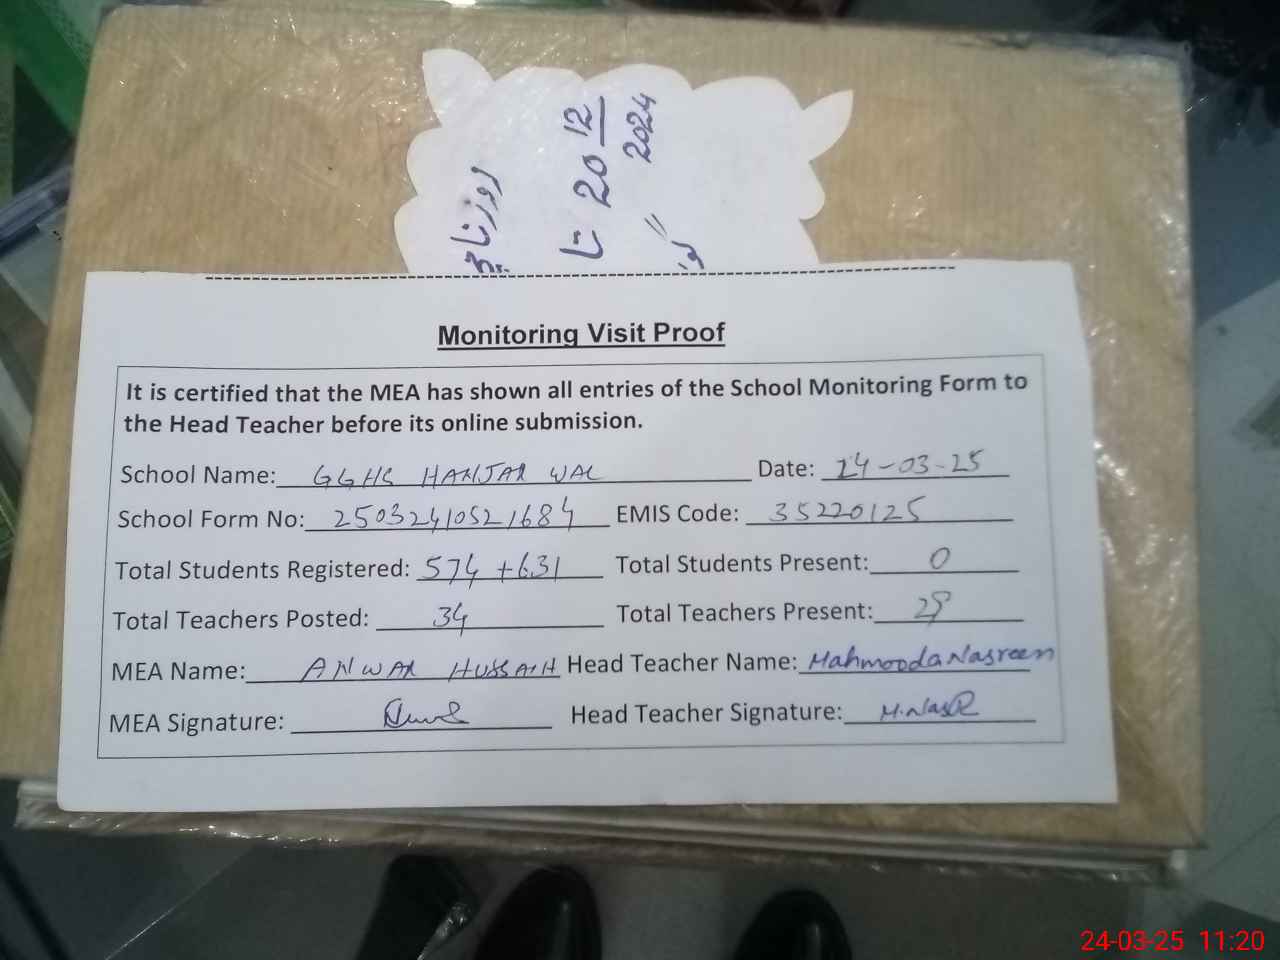 روزنامچہ
تا 20 12
2024
Monitoring Visit Proof
It is certified that the MEA has shown all entries of the School Monitoring Form to
the Head Teacher before its online submission.
School Name: GGHS HANJAR WAL Date: 24-03-25
School Form No: 25032410521684 EMIS Code: 35220125
Total Students Registered: 574 + 631 Total Students Present: 0
Total Teachers Posted: 34 Total Teachers Present: 29
MEA Name: ANWAR HUSSAIN Head Teacher Name: Mahmooda Nasreen
MEA Signature: Head Teacher Signature: M.NasR
24-03-25 11:20